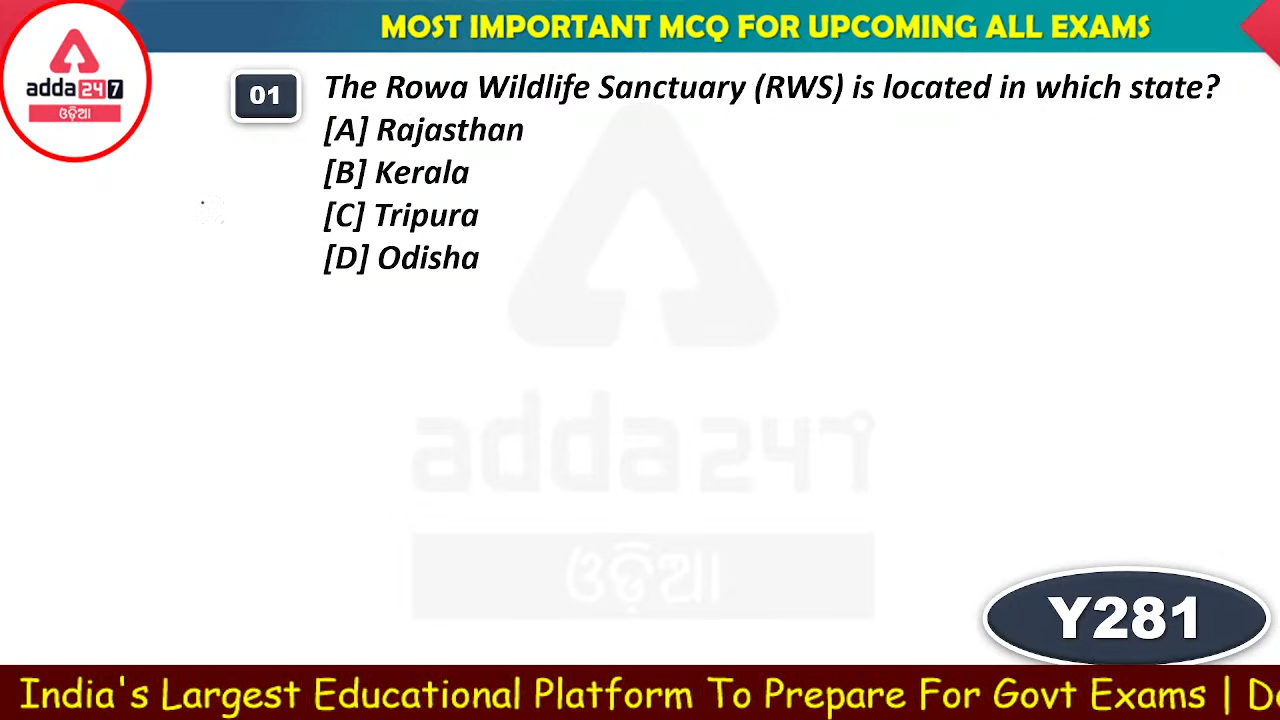 MOST IMPORTANT MCQ FOR UPCOMING ALL EXAMS
adda 24 7
ଓଡ଼ିଆ
01
The Rowa Wildlife Sanctuary (RWS) is located in which state?
[A] Rajasthan
[B] Kerala
[C] Tripura
[D] Odisha
adda 247
ଓଡ଼ିଆ
Y281
India's Largest Educational Platform To Prepare For Govt Exams |